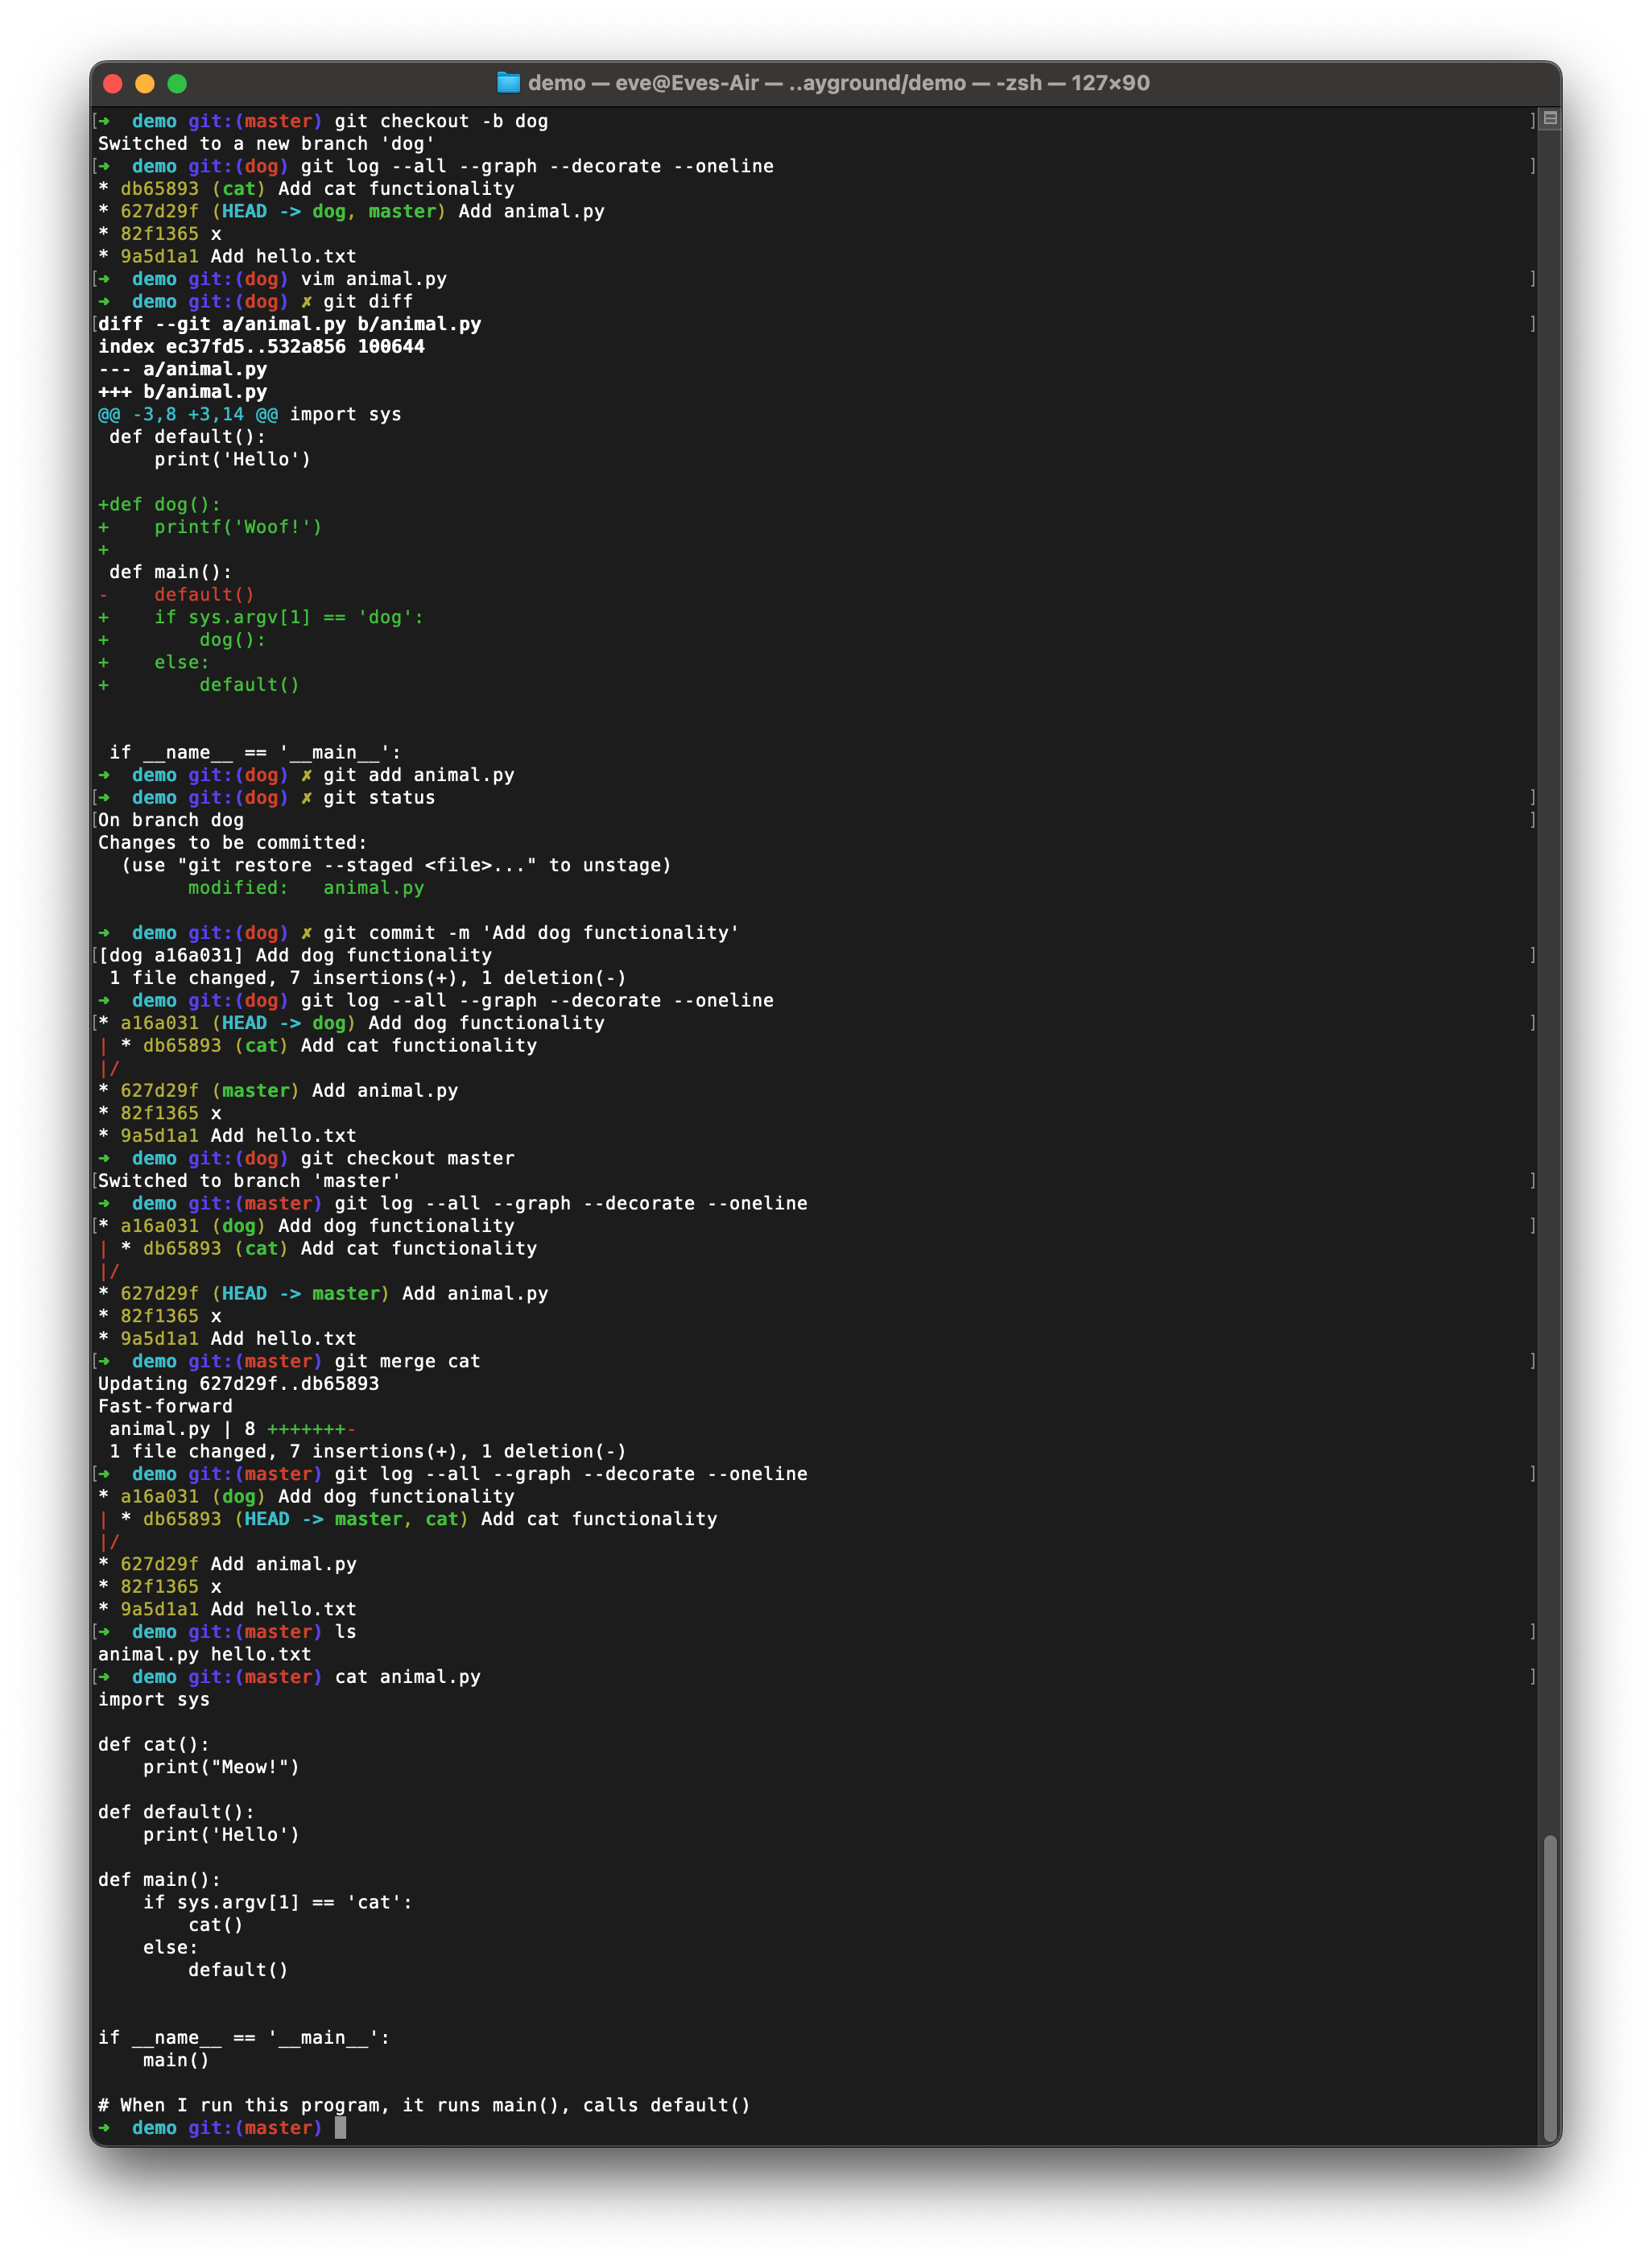 demo — eve@Eves-Air — ..ayground/demo — -zsh — 127×90
[➜  demo git:(master) git checkout -b dog ]
Switched to a new branch 'dog'
[➜  demo git:(dog) git log --all --graph --decorate --oneline ]
* db65893 (cat) Add cat functionality
* 627d29f (HEAD -> dog, master) Add animal.py
* 82f1365 x
* 9a5d1a1 Add hello.txt
[➜  demo git:(dog) vim animal.py ]
➜  demo git:(dog) ✗ git diff
[diff --git a/animal.py b/animal.py ]
index ec37fd5..532a856 100644
--- a/animal.py
+++ b/animal.py
@@ -3,8 +3,14 @@ import sys
 def default():
     print('Hello')

+def dog():
+    printf('Woof!')
+
 def main():
-    default()
+    if sys.argv[1] == 'dog':
+        dog():
+    else:
+        default()


 if __name__ == '__main__':
➜  demo git:(dog) ✗ git add animal.py
[➜  demo git:(dog) ✗ git status ]
[On branch dog ]
Changes to be committed:
  (use "git restore --staged <file>..." to unstage)
        modified:   animal.py

➜  demo git:(dog) ✗ git commit -m 'Add dog functionality'
[[dog a16a031] Add dog functionality ]
 1 file changed, 7 insertions(+), 1 deletion(-)
➜  demo git:(dog) git log --all --graph --decorate --oneline
[* a16a031 (HEAD -> dog) Add dog functionality ]
| * db65893 (cat) Add cat functionality
|/
* 627d29f (master) Add animal.py
* 82f1365 x
* 9a5d1a1 Add hello.txt
➜  demo git:(dog) git checkout master
[Switched to branch 'master' ]
➜  demo git:(master) git log --all --graph --decorate --oneline
[* a16a031 (dog) Add dog functionality ]
| * db65893 (cat) Add cat functionality
|/
* 627d29f (HEAD -> master) Add animal.py
* 82f1365 x
* 9a5d1a1 Add hello.txt
[➜  demo git:(master) git merge cat ]
Updating 627d29f..db65893
Fast-forward
 animal.py | 8 +++++++-
 1 file changed, 7 insertions(+), 1 deletion(-)
[➜  demo git:(master) git log --all --graph --decorate --oneline ]
* a16a031 (dog) Add dog functionality
| * db65893 (HEAD -> master, cat) Add cat functionality
|/
* 627d29f Add animal.py
* 82f1365 x
* 9a5d1a1 Add hello.txt
[➜  demo git:(master) ls ]
animal.py hello.txt
[➜  demo git:(master) cat animal.py ]
import sys

def cat():
    print("Meow!")

def default():
    print('Hello')

def main():
    if sys.argv[1] == 'cat':
        cat()
    else:
        default()


if __name__ == '__main__':
    main()

# When I run this program, it runs main(), calls default()
➜  demo git:(master)